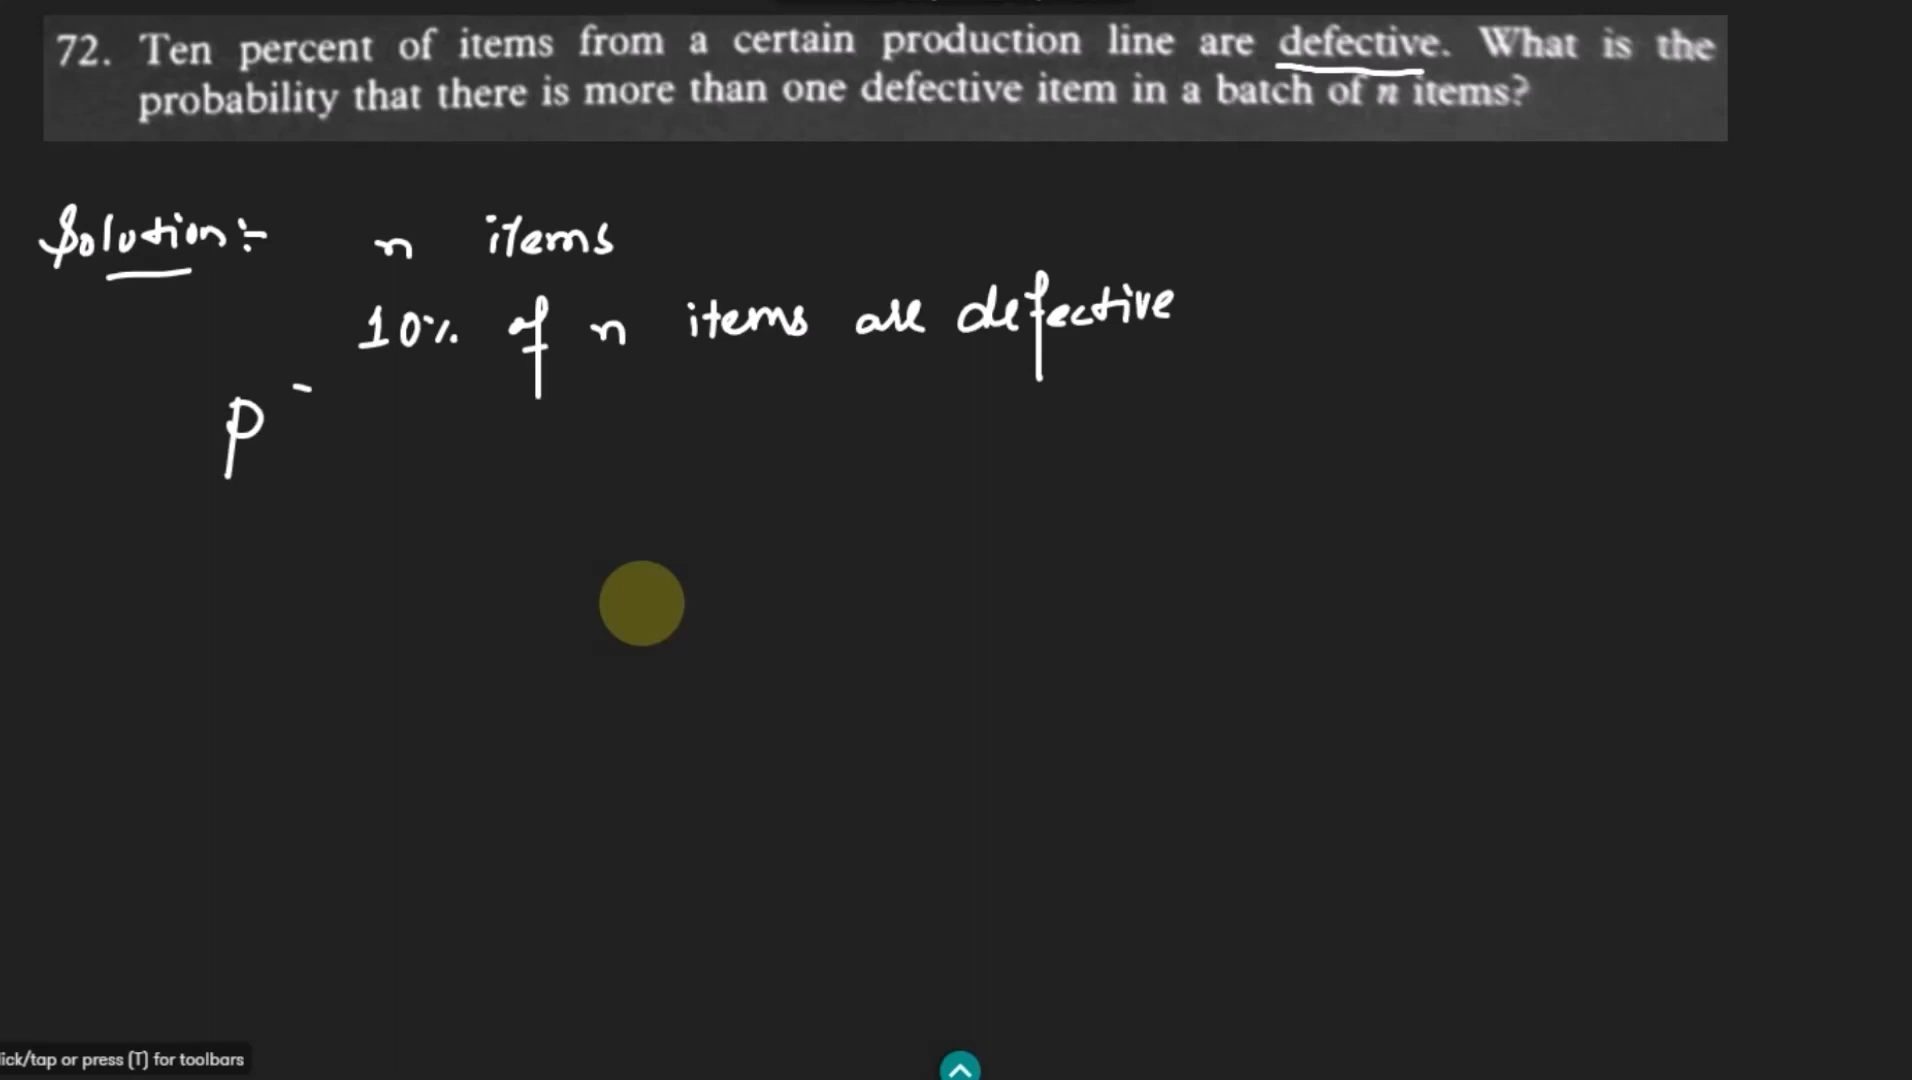 72. Ten percent of items from a certain production line are defective. What is the
probability that there is more than one defective item in a batch of n items?
Solution:- n items
10% of n items are defective
p -
ick/tap or press (T) for toolbars